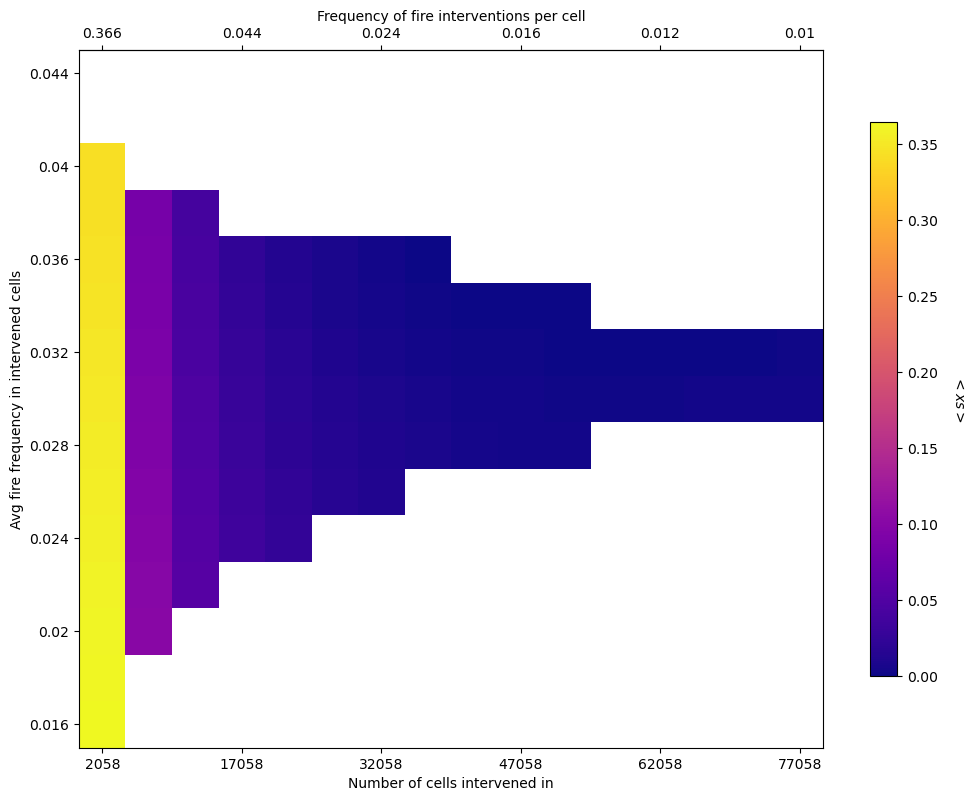 Frequency of fire interventions per cell
0.366 0.044 0.024 0.016 0.012 0.01
0.044
0.04
0.036
0.032
0.028
0.024
0.02
0.016
Avg fire frequency in intervened cells
2058 17058 32058 47058 62058 77058
Number of cells intervened in
0.35
0.30
0.25
0.20
0.15
0.10
0.05
0.00
< sx >